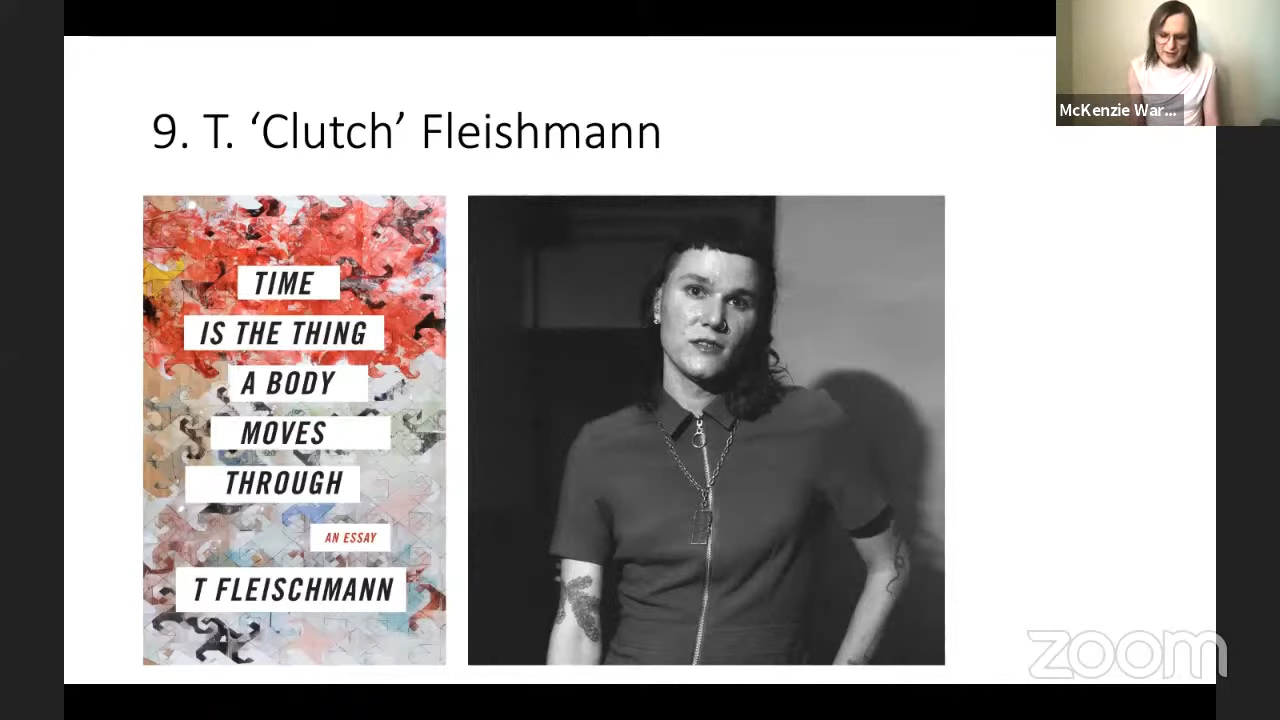 9. T. ‘Clutch’ Fleishmann
TIME
IS THE THING
A BODY
MOVES
THROUGH
AN ESSAY
T FLEISCHMANN
McKenzie War...
zoom